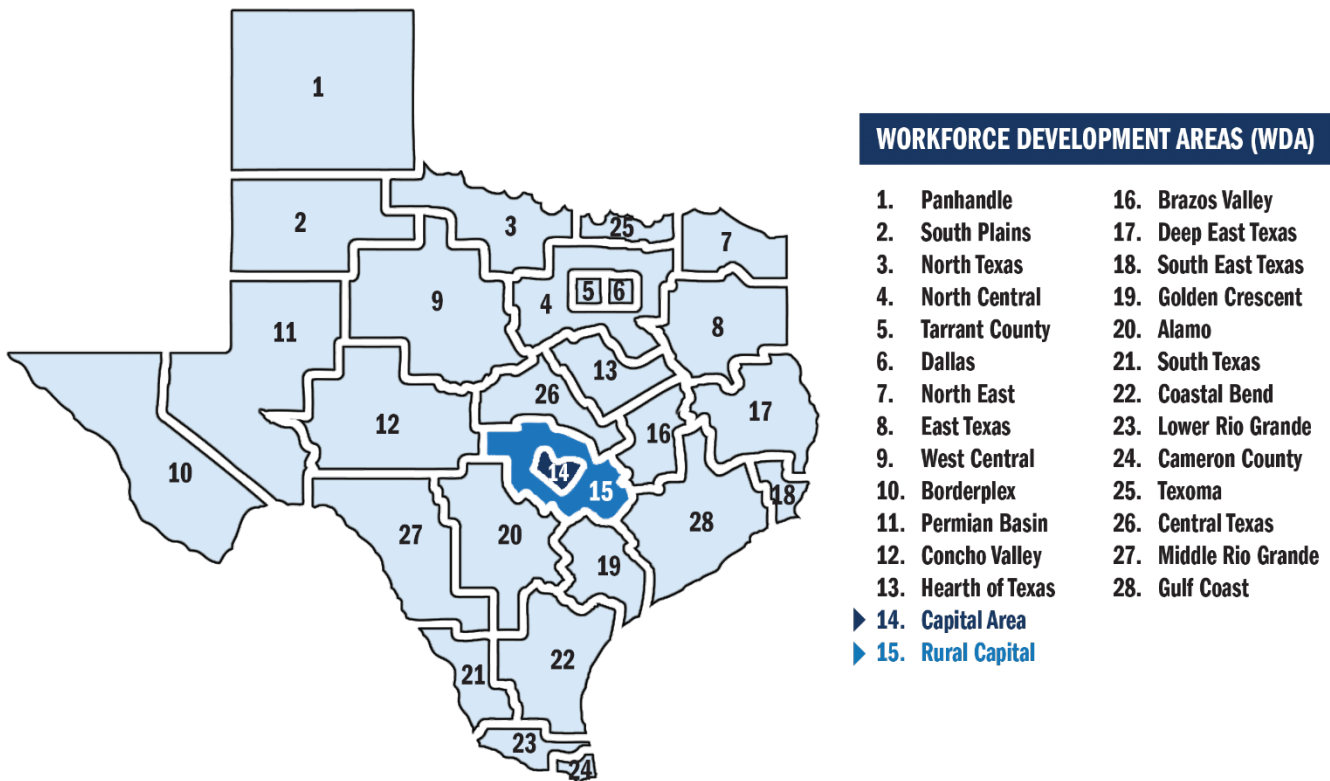 1
2
3
25
7
9
4
5
6
11
8
13
26
12
17
16
10
14
15
18
27
20
28
19
21
22
23
24
WORKFORCE DEVELOPMENT AREAS (WDA)
1. Panhandle
2. South Plains
3. North Texas
4. North Central
5. Tarrant County
6. Dallas
7. North East
8. East Texas
9. West Central
10. Borderplex
11. Permian Basin
12. Concho Valley
13. Hearth of Texas
14. Capital Area
15. Rural Capital
16. Brazos Valley
17. Deep East Texas
18. South East Texas
19. Golden Crescent
20. Alamo
21. South Texas
22. Coastal Bend
23. Lower Rio Grande
24. Cameron County
25. Texoma
26. Central Texas
27. Middle Rio Grande
28. Gulf Coast